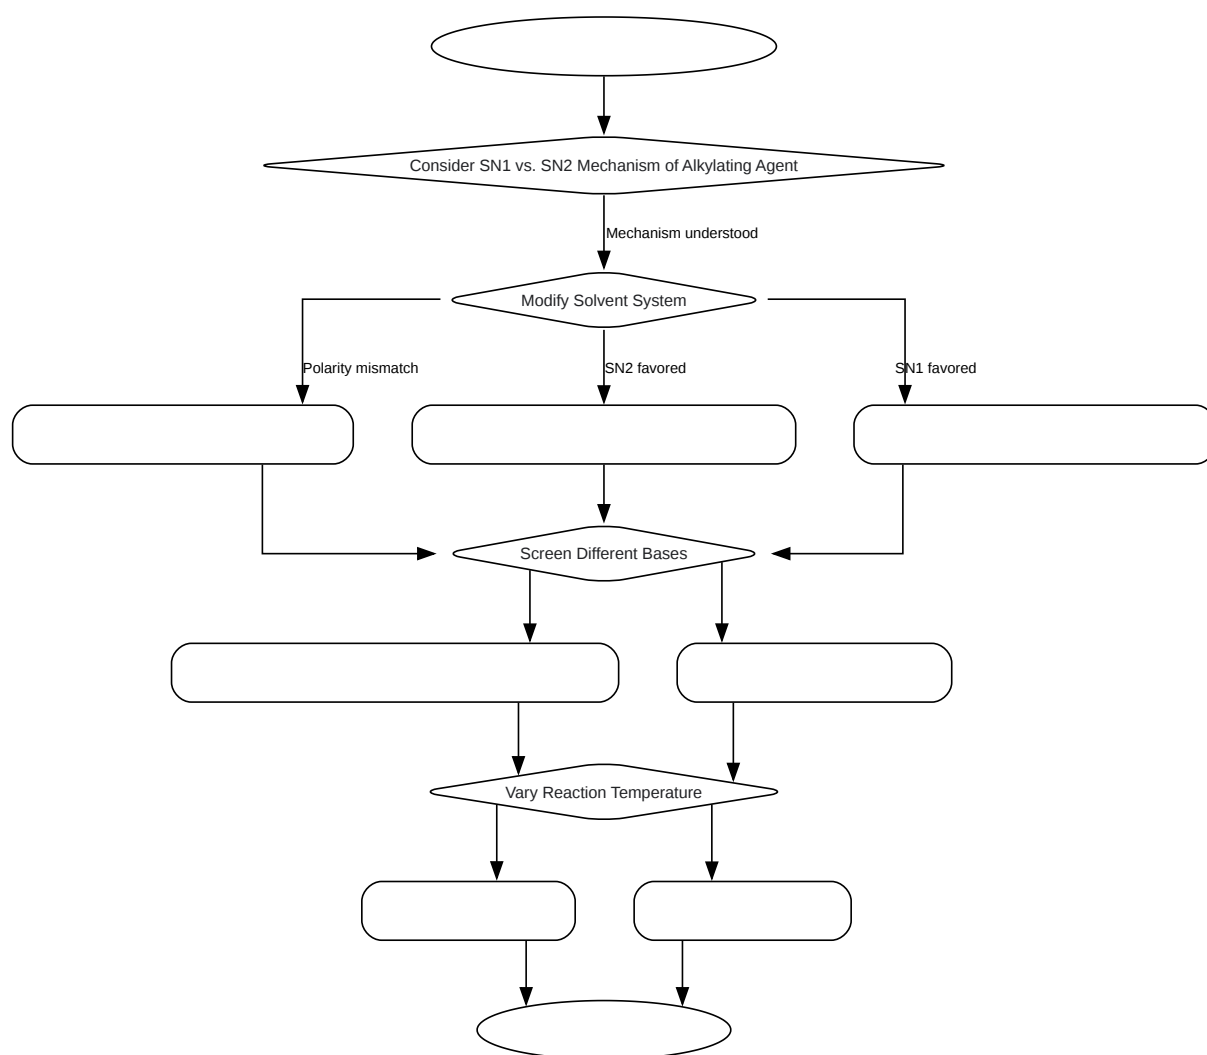 Consider SN1 vs. SN2 Mechanism of Alkylating Agent
Mechanism understood
Modify Solvent System
Polarity mismatch
SN2 favored
SN1 favored
Screen Different Bases
Vary Reaction Temperature